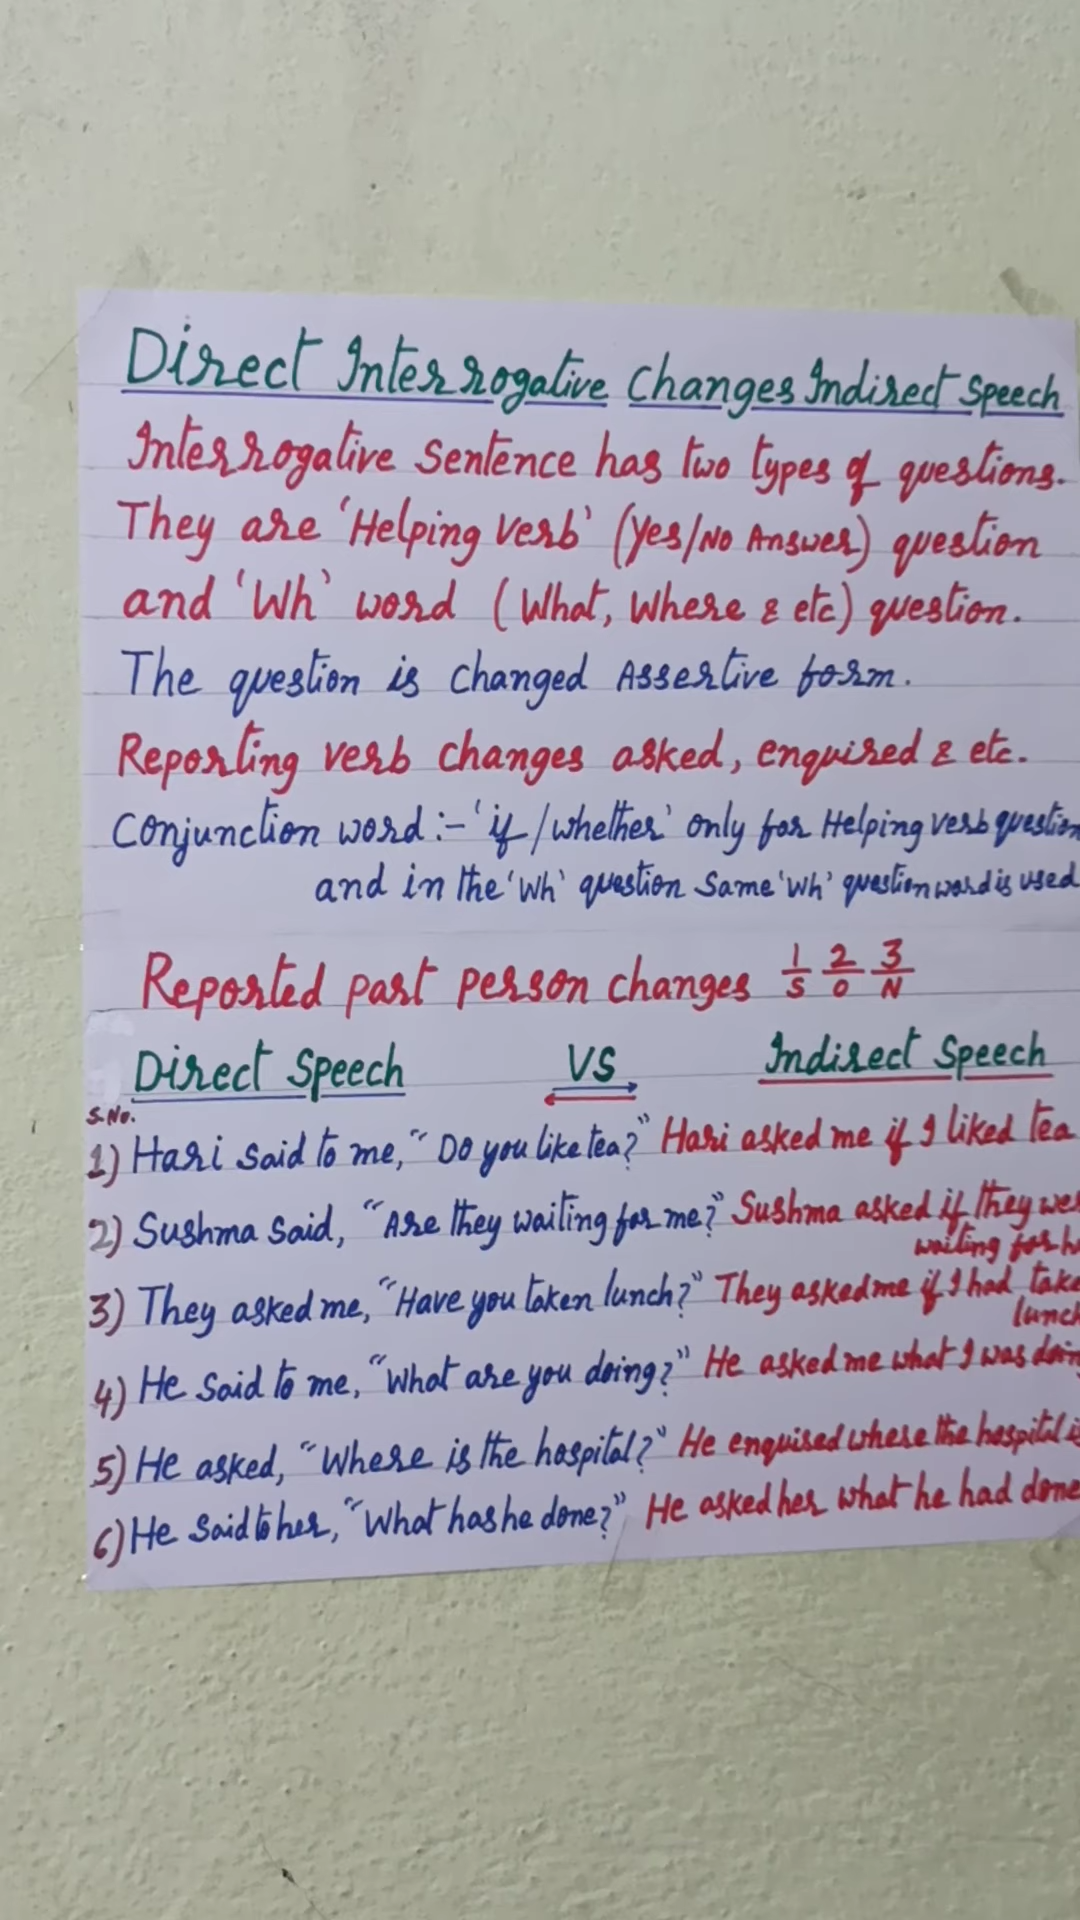 Direct Interrogative Changes Indirect Speech
Interrogative Sentence has two types of questions.
They are 'Helping verb' (Yes/No Answer) question
and 'Wh' word (What, Where & etc) question.
The question is changed Assertive form.
Reporting verb changes asked, enquired & etc.
Conjunction word :- 'if/whether' only for Helping verb question
and in the 'Wh' question Same 'Wh' question word is used
Reported part person changes 1/S 2/O 3/N
Direct Speech VS Indirect Speech
S.No.
1) Hari said to me, "Do you like tea?" Hari asked me if I liked tea
2) Sushma Said, "Are they waiting for me?" Sushma asked if they
waiting for
3) They asked me, "Have you taken lunch?" They asked me if I had
lunch
4) He Said to me, "What are you doing?" He asked me what I was
5) He asked, "Where is the hospital?" He enquired where the hospital
6) He Said to her, "What has he done?" He asked her what he had done